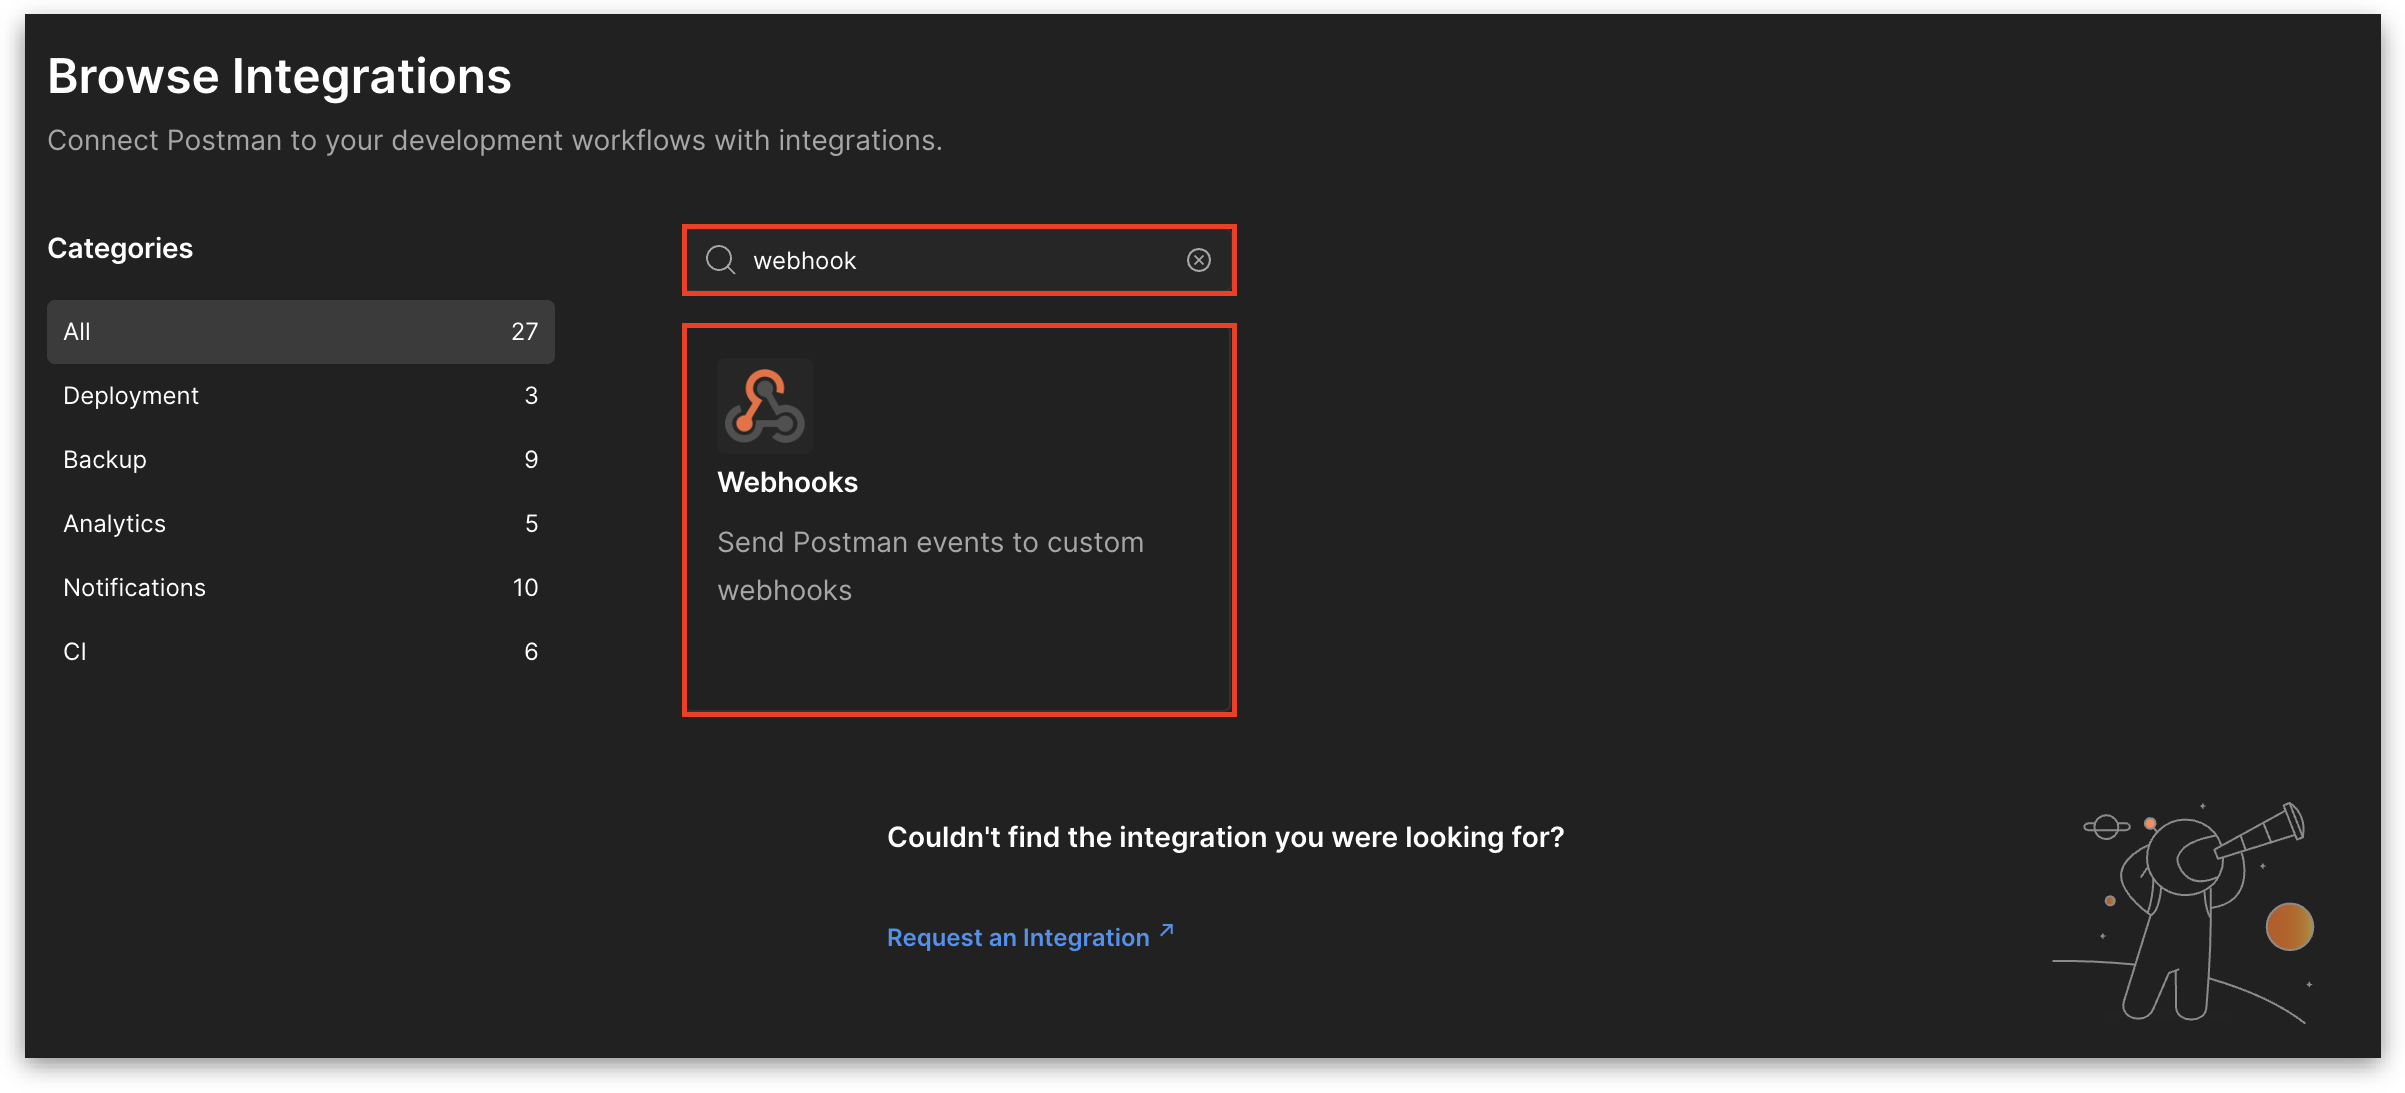 Browse Integrations
Connect Postman to your development workflows with integrations.
Categories
All 27
Deployment 3
Backup 9
Analytics 5
Notifications 10
CI 6
webhook
Webhooks
Send Postman events to custom
webhooks
Couldn't find the integration you were looking for?
Request an Integration